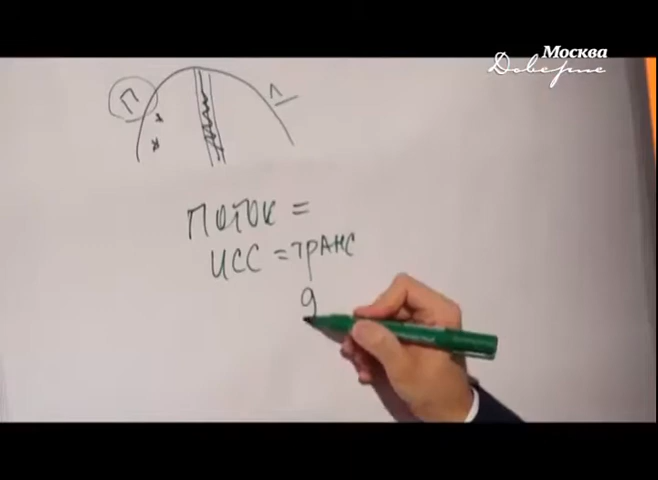 Москва
Доверие
П
Л
ПОТОК =
ИСС = ТРАНС
9